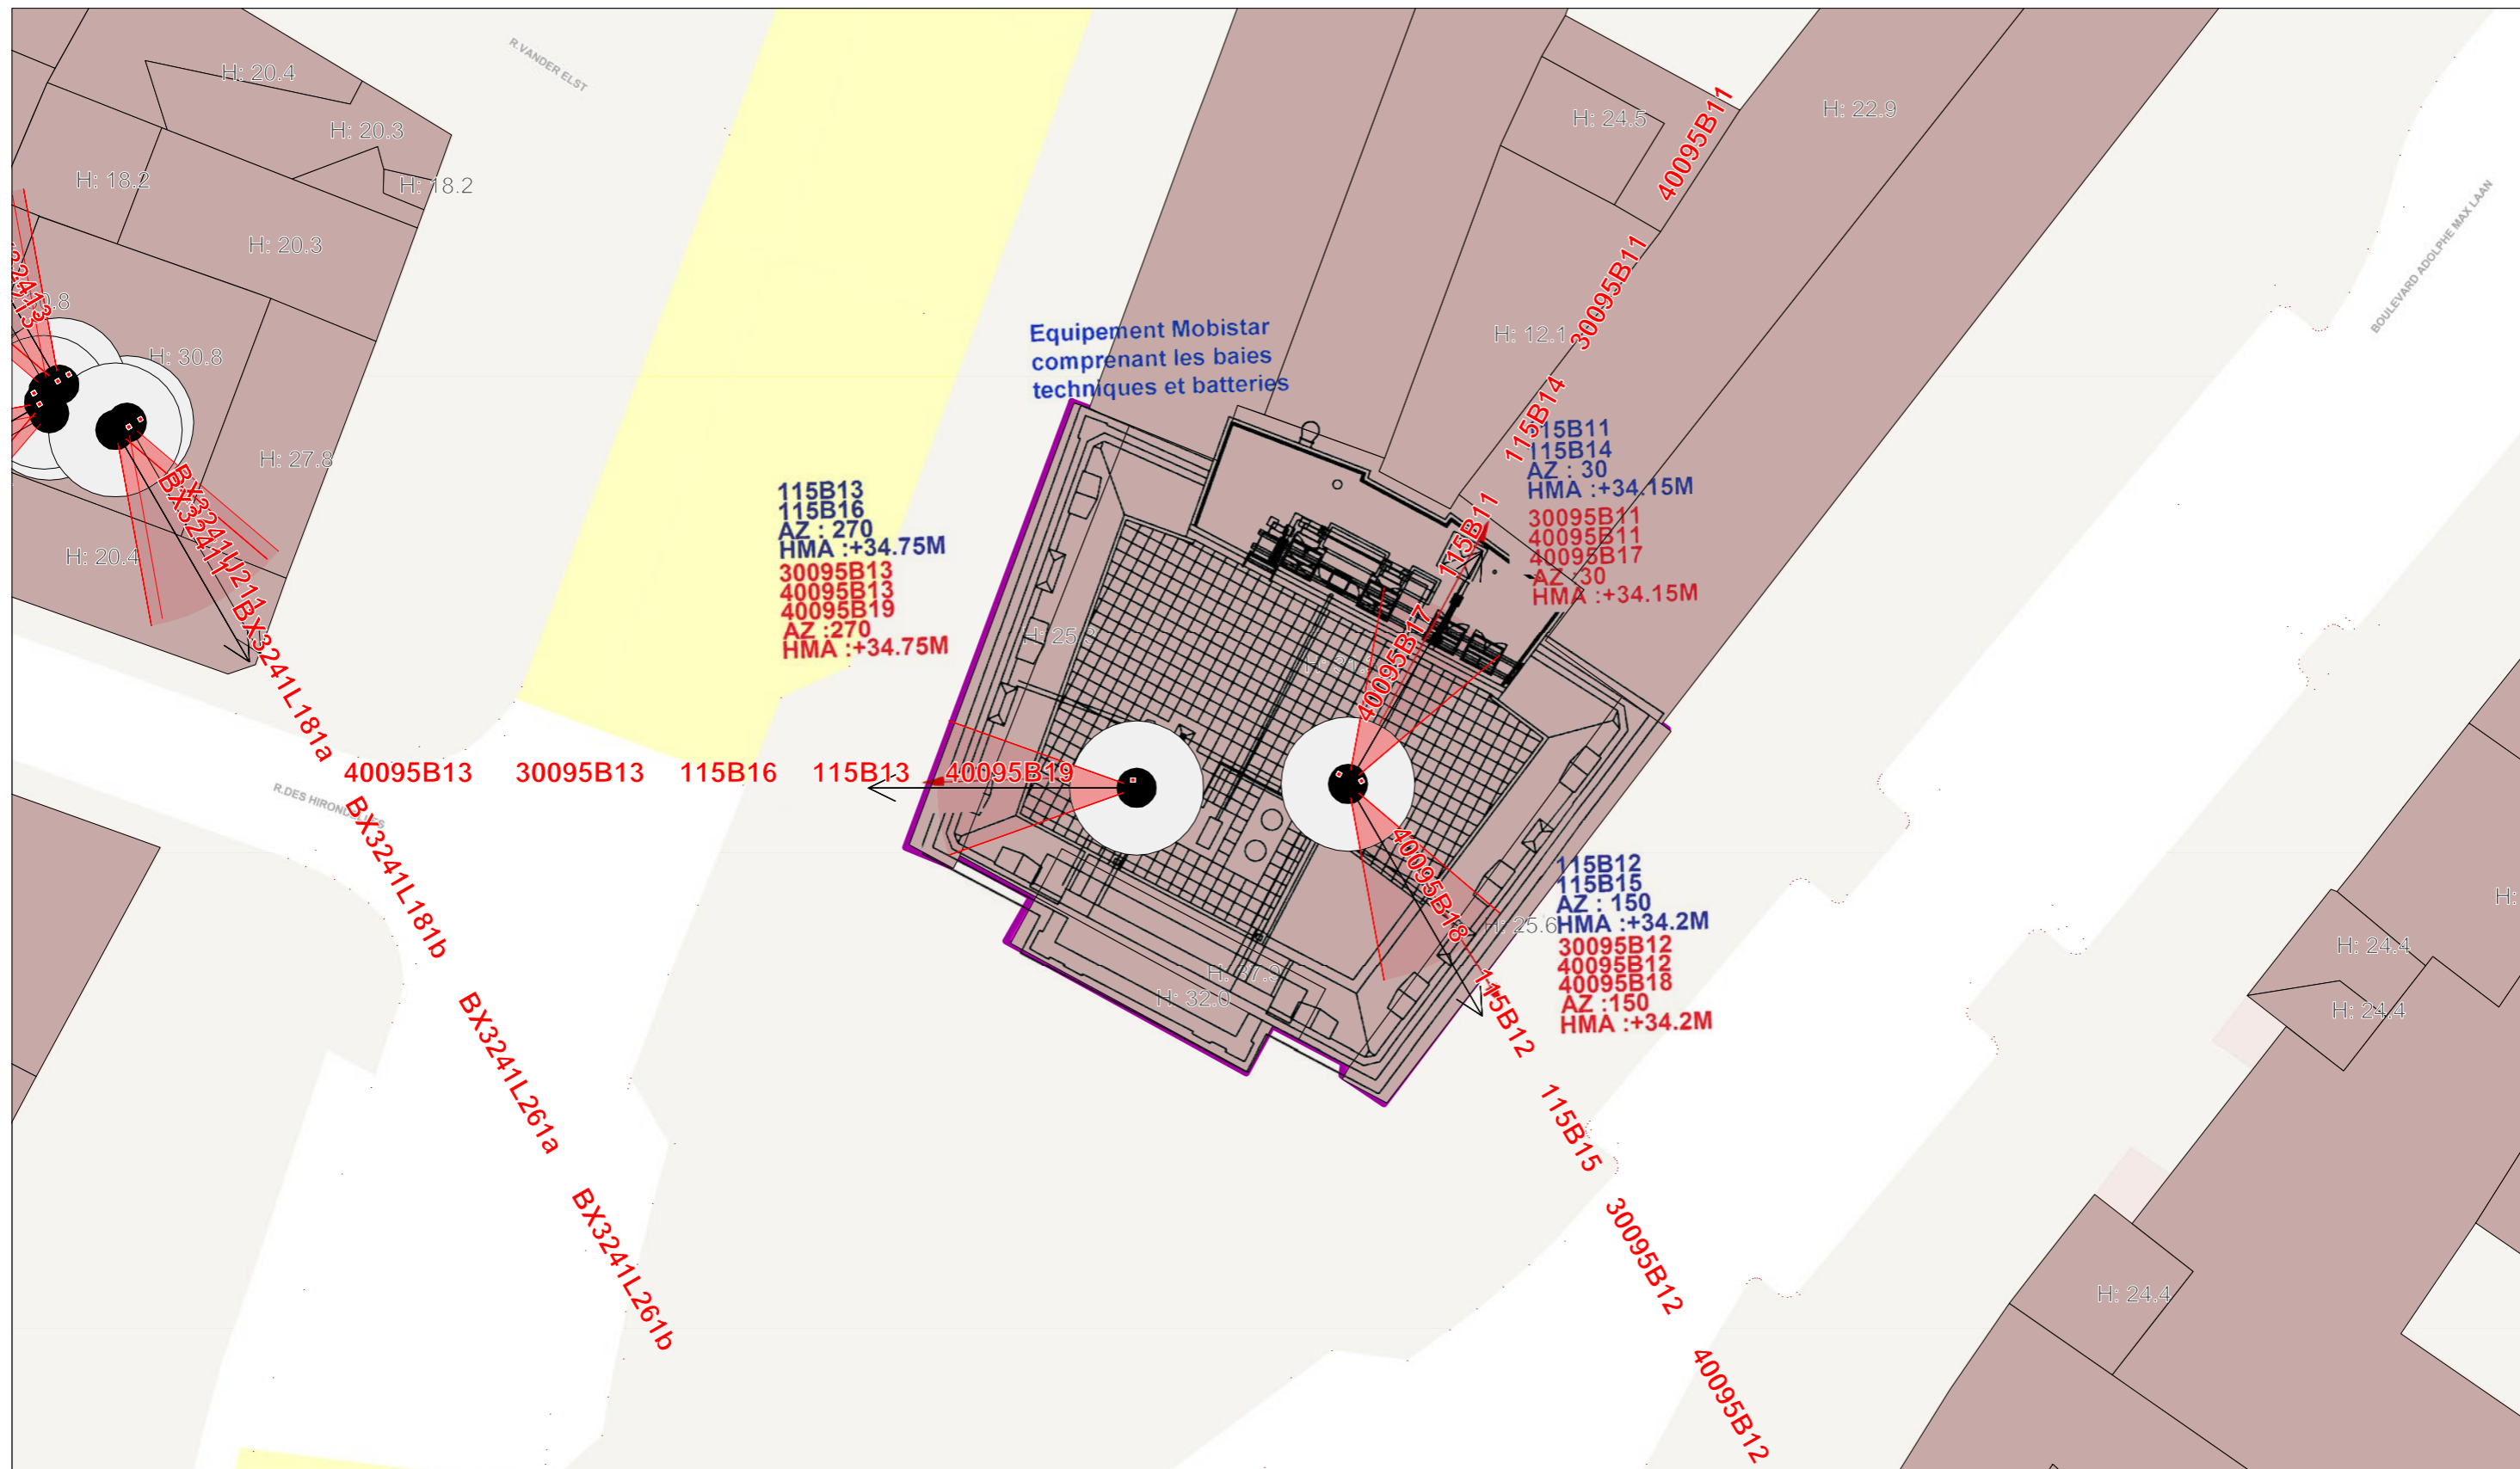 R.VANDER ELST
H: 20.4
H: 20.3
H: 18.2
H: 18.2
H: 20.3
H: 30.8
H: 27.8
H: 20.4
H: 24.5
H: 22.9
H: 12.1
BOULEVARD ADOLPHE MAX LAAN
40095B11
30095B11
115B14
115B11
40095B17
Equipement Mobistar
comprenant les baies
techniques et batteries
115B11
115B14
AZ : 30
HMA :+34.15M
30095B11
40095B11
40095B17
AZ :30
HMA :+34.15M
115B13
115B16
AZ : 270
HMA :+34.75M
30095B13
40095B13
40095B19
AZ :270
HMA :+34.75M
BX3241U211
BX3241L181a
BX3241L181b
BX3241L261a
BX3241L261b
40095B13 30095B13 115B16 115B13 40095B19
40095B18
115B12
115B15
30095B12
40095B12
115B12
115B15
AZ : 150
HMA :+34.2M
30095B12
40095B12
40095B18
AZ :150
HMA :+34.2M
H: 25.6
H: 32.0
H: 24.4
H: 24.4
H: 24.4
H: